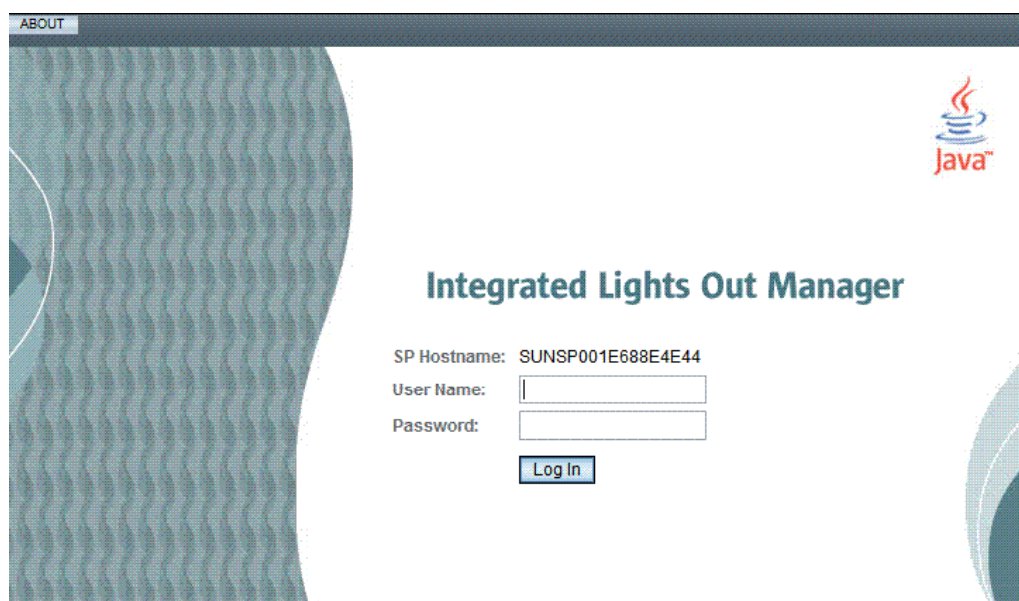 ABOUT
Java™
Integrated Lights Out Manager
SP Hostname: SUNSP001E688E4E44
User Name:
Password:
Log In